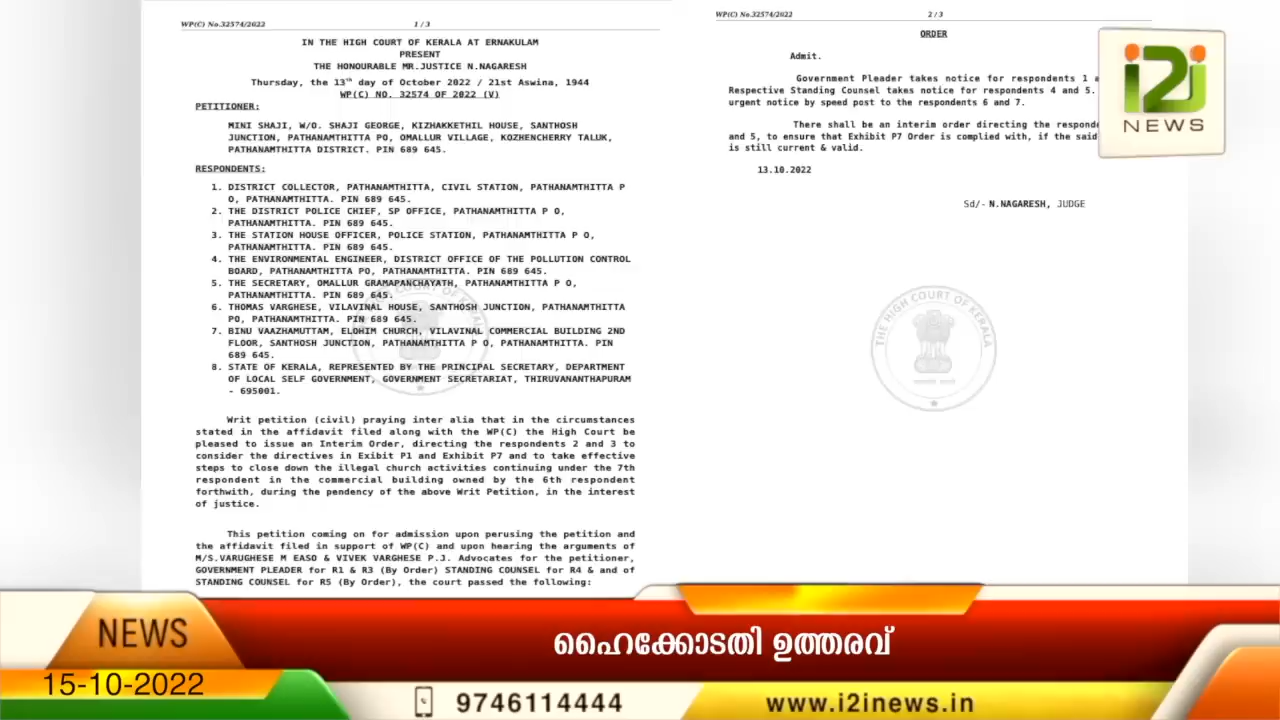 WP(C) No.32574/2022 1 / 3
IN THE HIGH COURT OF KERALA AT ERNAKULAM
PRESENT
THE HONOURABLE MR.JUSTICE N.NAGARESH
Thursday, the 13th day of October 2022 / 21st Aswina, 1944
WP(C) NO. 32574 OF 2022 (V)
PETITIONER:
MINI SHAJI, W/O. SHAJI GEORGE, KIZHAKKETHIL HOUSE, SANTHOSH
JUNCTION, PATHANAMTHITTA PO, OMALLUR VILLAGE, KOZHENCHERRY TALUK,
PATHANAMTHITTA DISTRICT. PIN 689 645.
RESPONDENTS:
1. DISTRICT COLLECTOR, PATHANAMTHITTA, CIVIL STATION, PATHANAMTHITTA P
O, PATHANAMTHITTA. PIN 689 645.
2. THE DISTRICT POLICE CHIEF, SP OFFICE, PATHANAMTHITTA P O,
PATHANAMTHITTA. PIN 689 645.
3. THE STATION HOUSE OFFICER, POLICE STATION, PATHANAMTHITTA P O,
PATHANAMTHITTA. PIN 689 645.
4. THE ENVIRONMENTAL ENGINEER, DISTRICT OFFICE OF THE POLLUTION CONTROL
BOARD, PATHANAMTHITTA PO, PATHANAMTHITTA. PIN 689 645.
5. THE SECRETARY, OMALLUR GRAMAPANCHAYATH, PATHANAMTHITTA P O,
PATHANAMTHITTA. PIN 689 645.
6. THOMAS VARGHESE, VILAVINAL HOUSE, SANTHOSH JUNCTION, PATHANAMTHITTA
PO, PATHANAMTHITTA. PIN 689 645.
7. BINU VAAZHAMUTTAM, ELOHIM CHURCH, VILAVINAL COMMERCIAL BUILDING 2ND
FLOOR, SANTHOSH JUNCTION, PATHANAMTHITTA P O, PATHANAMTHITTA. PIN
689 645.
8. STATE OF KERALA, REPRESENTED BY THE PRINCIPAL SECRETARY, DEPARTMENT
OF LOCAL SELF GOVERNMENT, GOVERNMENT SECRETARIAT, THIRUVANANTHAPURAM
- 695001.
Writ petition (civil) praying inter alia that in the circumstances
stated in the affidavit filed along with the WP(C) the High Court be
pleased to issue an Interim Order, directing the respondents 2 and 3 to
consider the directives in Exibit P1 and Exhibit P7 and to take effective
steps to close down the illegal church activities continuing under the 7th
respondent in the commercial building owned by the 6th respondent
forthwith, during the pendency of the above Writ Petition, in the interest
of justice.
This petition coming on for admission upon perusing the petition and
the affidavit filed in support of WP(C) and upon hearing the arguments of
M/S.VARUGHESE M EASO & VIVEK VARGHESE P.J. Advocates for the petitioner,
GOVERNMENT PLEADER for R1 & R3 (By Order) STANDING COUNSEL for R4 & and of
STANDING COUNSEL for R5 (By Order), the court passed the following:
WP(C) No.32574/2022 2 / 3
ORDER
Admit.
Government Pleader takes notice for respondents 1
Respective Standing Counsel takes notice for respondents 4 and 5.
urgent notice by speed post to the respondents 6 and 7.
There shall be an interim order directing the
and 5, to ensure that Exhibit P7 Order is complied with, if the said
is still current & valid.
13.10.2022
Sd/- N.NAGARESH, JUDGE
THE HIGH COURT OF KERALA
i2i
NEWS
NEWS
ഹൈക്കോടതി ഉത്തരവ്
15-10-2022
9746114444
www.i2inews.in